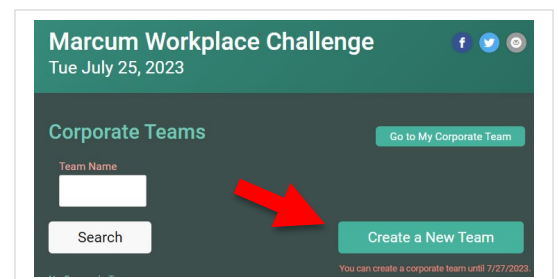 Marcum Workplace Challenge
Tue July 25, 2023
Corporate Teams
Go to My Corporate Team
Team Name
Search
Create a New Team
You can create a corporate team until 7/27/2023.